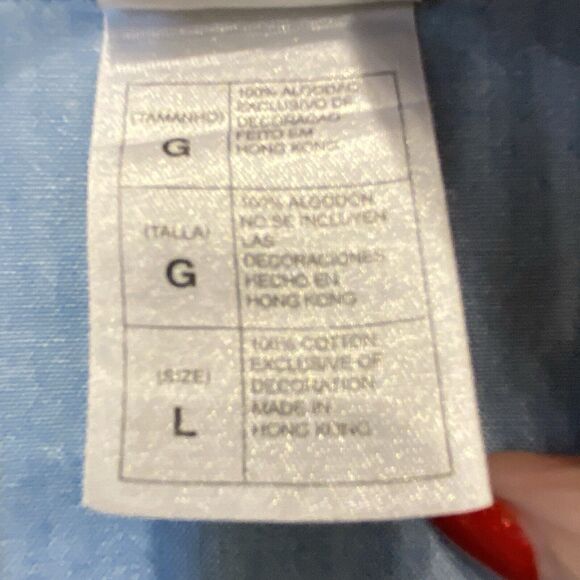 (TAMANHO)
G
100% ALGODAO
EXCLUSIVO DE
DECORACAO
FEITO EM
HONG KONG
(TALLA)
G
100% ALGODON
NO SE INCLUYEN
LAS
DECORACIONES
HECHO EN
HONG KONG
(SIZE)
L
100% COTTON
EXCLUSIVE OF
DECORATION
MADE IN
HONG KONG